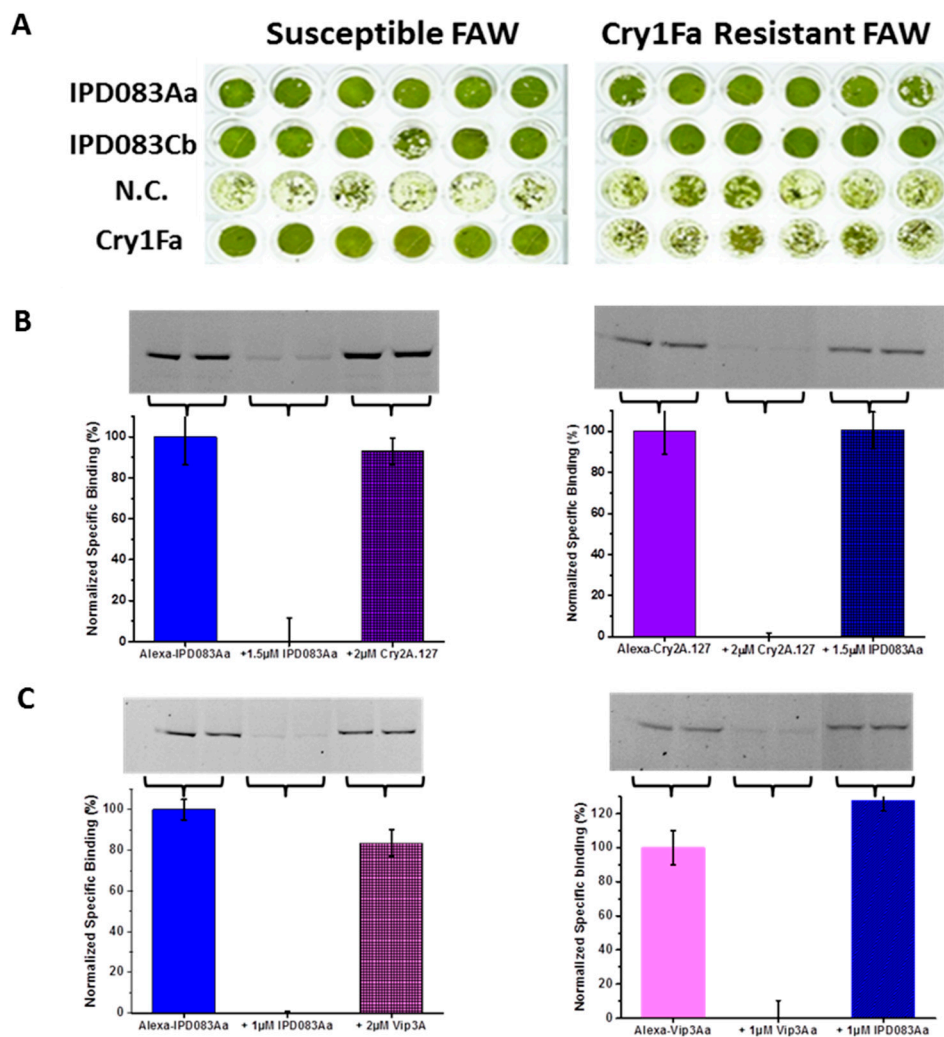 A
Susceptible FAW
Cry1Fa Resistant FAW
IPD083Aa
IPD083Cb
N.C.
Cry1Fa
B
Normalized Specific Binding (%)
100
80
60
40
20
0
Alexa-IPD083Aa
+1.5µM IPD083Aa
+2µM Cry2A.127
Normalized Specific Binding (%)
100
80
60
40
20
0
Alexa-Cry2A.127
+ 2µM Cry2A.127
+ 1.5µM IPD083Aa
C
Normalized Specific Binding (%)
100
80
60
40
20
0
Alexa-IPD083Aa
+ 1µM IPD083Aa
+ 2µM Vip3A
Normalized Specific binding (%)
120
100
80
60
40
20
0
Alexa-Vip3Aa
+ 1µM Vip3Aa
+ 1µM IPD083Aa